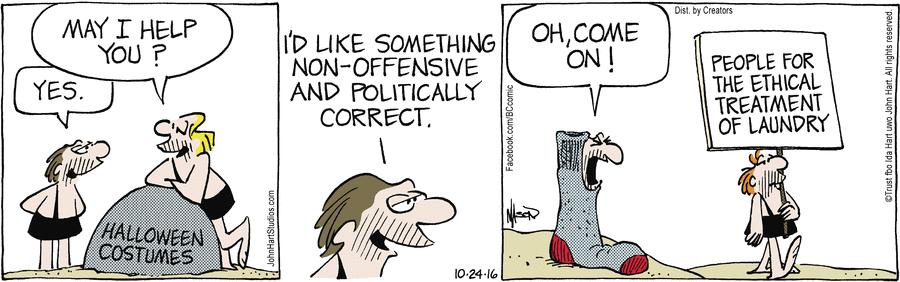 MAY I HELP
YOU?
YES.
HALLOWEEN
COSTUMES
JohnHartStudios.com
I'D LIKE SOMETHING
NON-OFFENSIVE
AND POLITICALLY
CORRECT.
10-24-16
Facebook.com/BCcomic
OH, COME
ON!
MASON
Dist. by Creators
PEOPLE FOR
THE ETHICAL
TREATMENT
OF LAUNDRY
©Trust fbo Ida Hart uwo John Hart. All rights reserved.